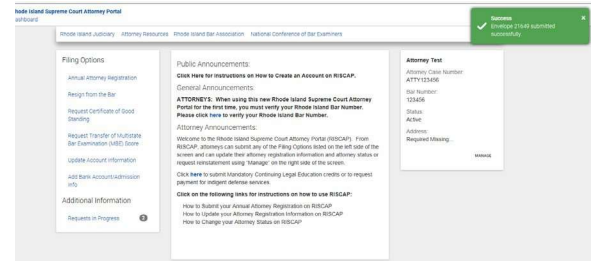 hode Island Supreme Court Attorney Portal
ashboard
Success
Envelope 21649 submitted
successfully
×
Rhode Island Judiciary Attorney Resources Rhode Island Bar Association National Conference of Bar Examiners
Filing Options
Annual Attorney Registration
Resign from the Bar
Request Certificate of Good
Standing
Request Transfer of Multistate
Bar Examination (MBE) Score
Update Account Information
Add Bank Account/Admission
Info
Additional Information
Requests In Progress 2
Public Announcements:
Click Here for Instructions on How to Create an Account on RISCAP.
General Announcements:
ATTORNEYS: When using this new Rhode Island Supreme Court Attorney
Portal for the first time, you must verify your Rhode Island Bar Number.
Please click here to verify your Rhode Island Bar Number.
Attorney Announcements:
Welcome to the Rhode Island Supreme Court Attorney Portal (RISCAP). From
RISCAP, attorneys can submit any of the Filing Options listed on the left side of the
screen and can update their attorney registration information and attorney status or
request reinstatement using 'Manage' on the right side of the screen.
Click here to submit Mandatory Continuing Legal Education credits or to request
payment for indigent defense services.
Click on the following links for instructions on how to use RISCAP:
How to Submit your Annual Attorney Registration on RISCAP
How to Update your Attorney Registration Information on RISCAP
How to Change your Attorney Status on RISCAP
Attorney Test
Attorney Case Number
ATTY123456
Bar Number:
123456
Status
Active
Address:
Required Missing...
MANAGE